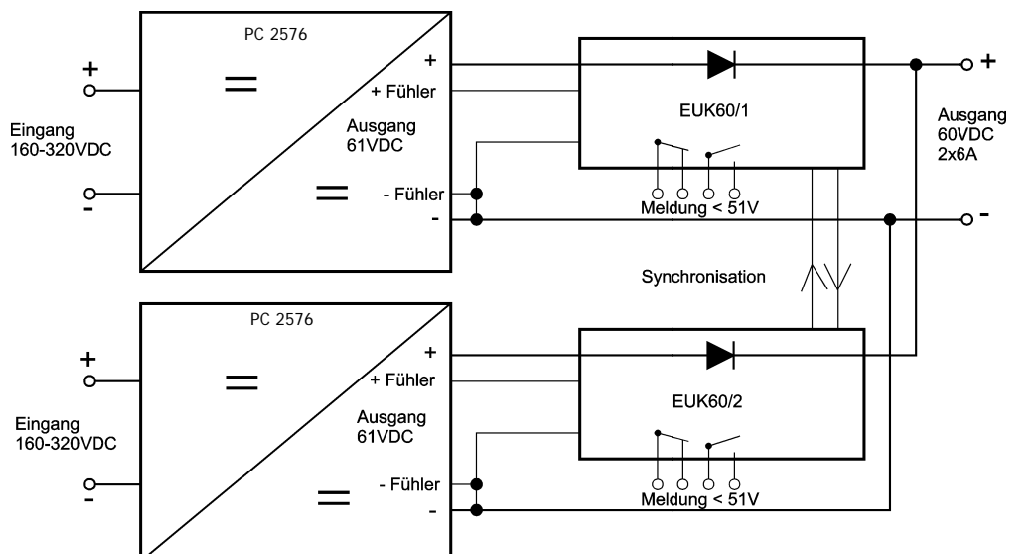 PC 2576
+
+
+ Fühler
Eingang
160-320VDC
Ausgang
61VDC
- Fühler
-
-
EUK60/1
Meldung < 51V
+
Ausgang
60VDC
2x6A
-
Synchronisation
PC 2576
+
+
+ Fühler
Eingang
160-320VDC
Ausgang
61VDC
- Fühler
-
-
EUK60/2
Meldung < 51V